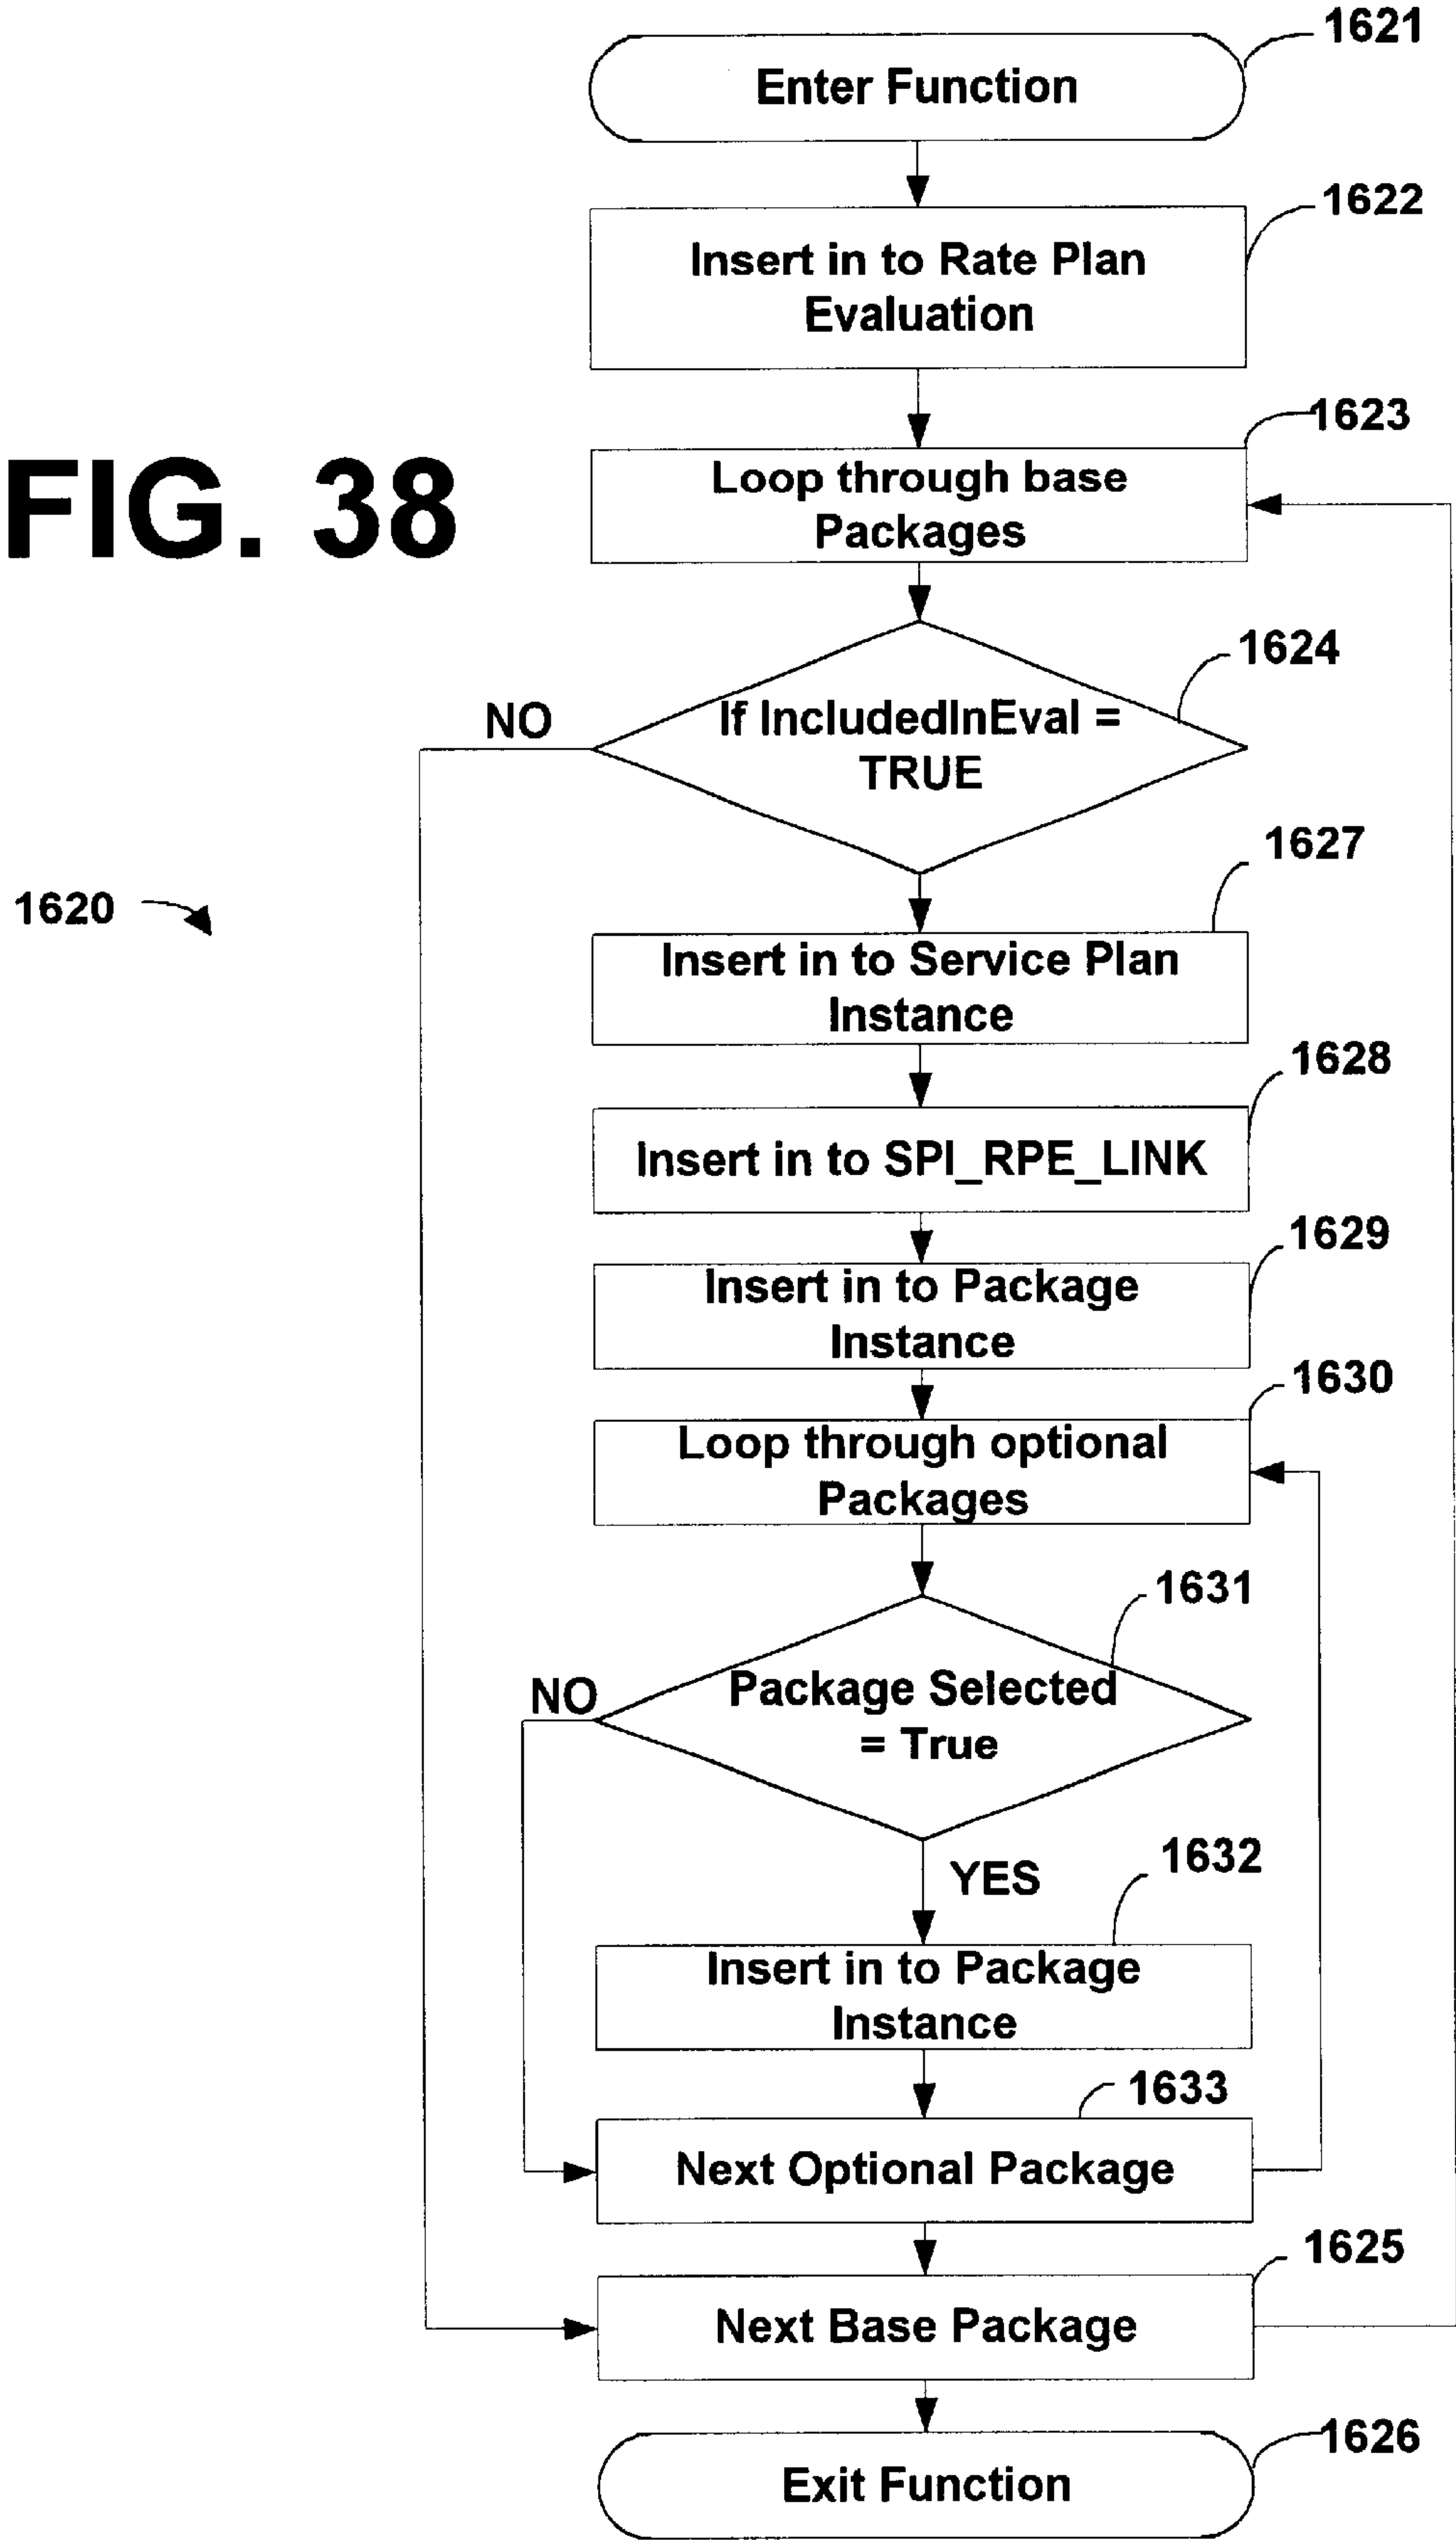 1621
Enter Function
1622
Insert in to Rate Plan
Evaluation
1623
FIG. 38
Loop through base
Packages
1624
NO
If IncludedInEval =
TRUE
1627
1620
Insert in to Service Plan
Instance
1628
Insert in to SPI_RPE_LINK
1629
Insert in to Package
Instance
1630
Loop through optional
Packages
1631
NO
Package Selected
= True
YES
1632
Insert in to Package
Instance
1633
Next Optional Package
1625
Next Base Package
1626
Exit Function